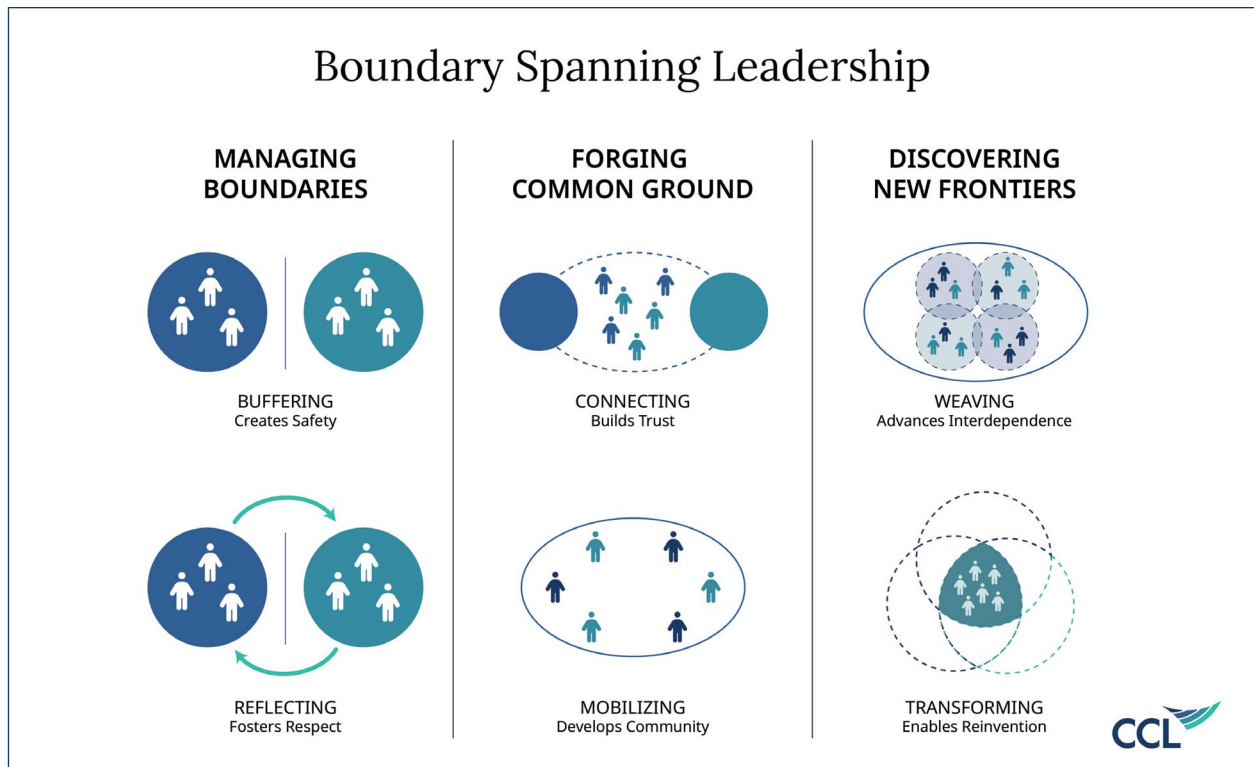 Boundary Spanning Leadership
MANAGING
BOUNDARIES
BUFFERING
Creates Safety
REFLECTING
Fosters Respect
FORGING
COMMON GROUND
CONNECTING
Builds Trust
MOBILIZING
Develops Community
DISCOVERING
NEW FRONTIERS
WEAVING
Advances Interdependence
TRANSFORMING
Enables Reinvention
CCL